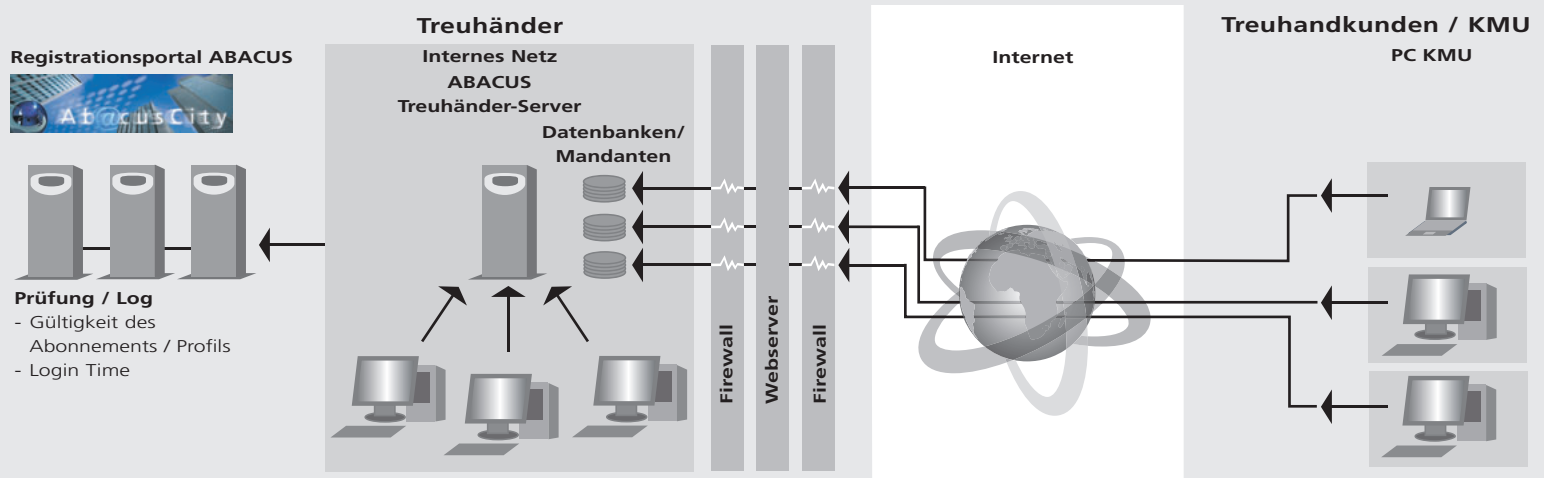 Treuhänder
Treuhandkunden / KMU
Registrationsportal ABACUS
Internes Netz
ABACUS
Treuhänder-Server
Internet
PC KMU
Ab@cusCity
Datenbanken/
Mandanten
Prüfung / Log
- Gültigkeit des
Abonnements / Profils
- Login Time
Firewall
Webserver
Firewall